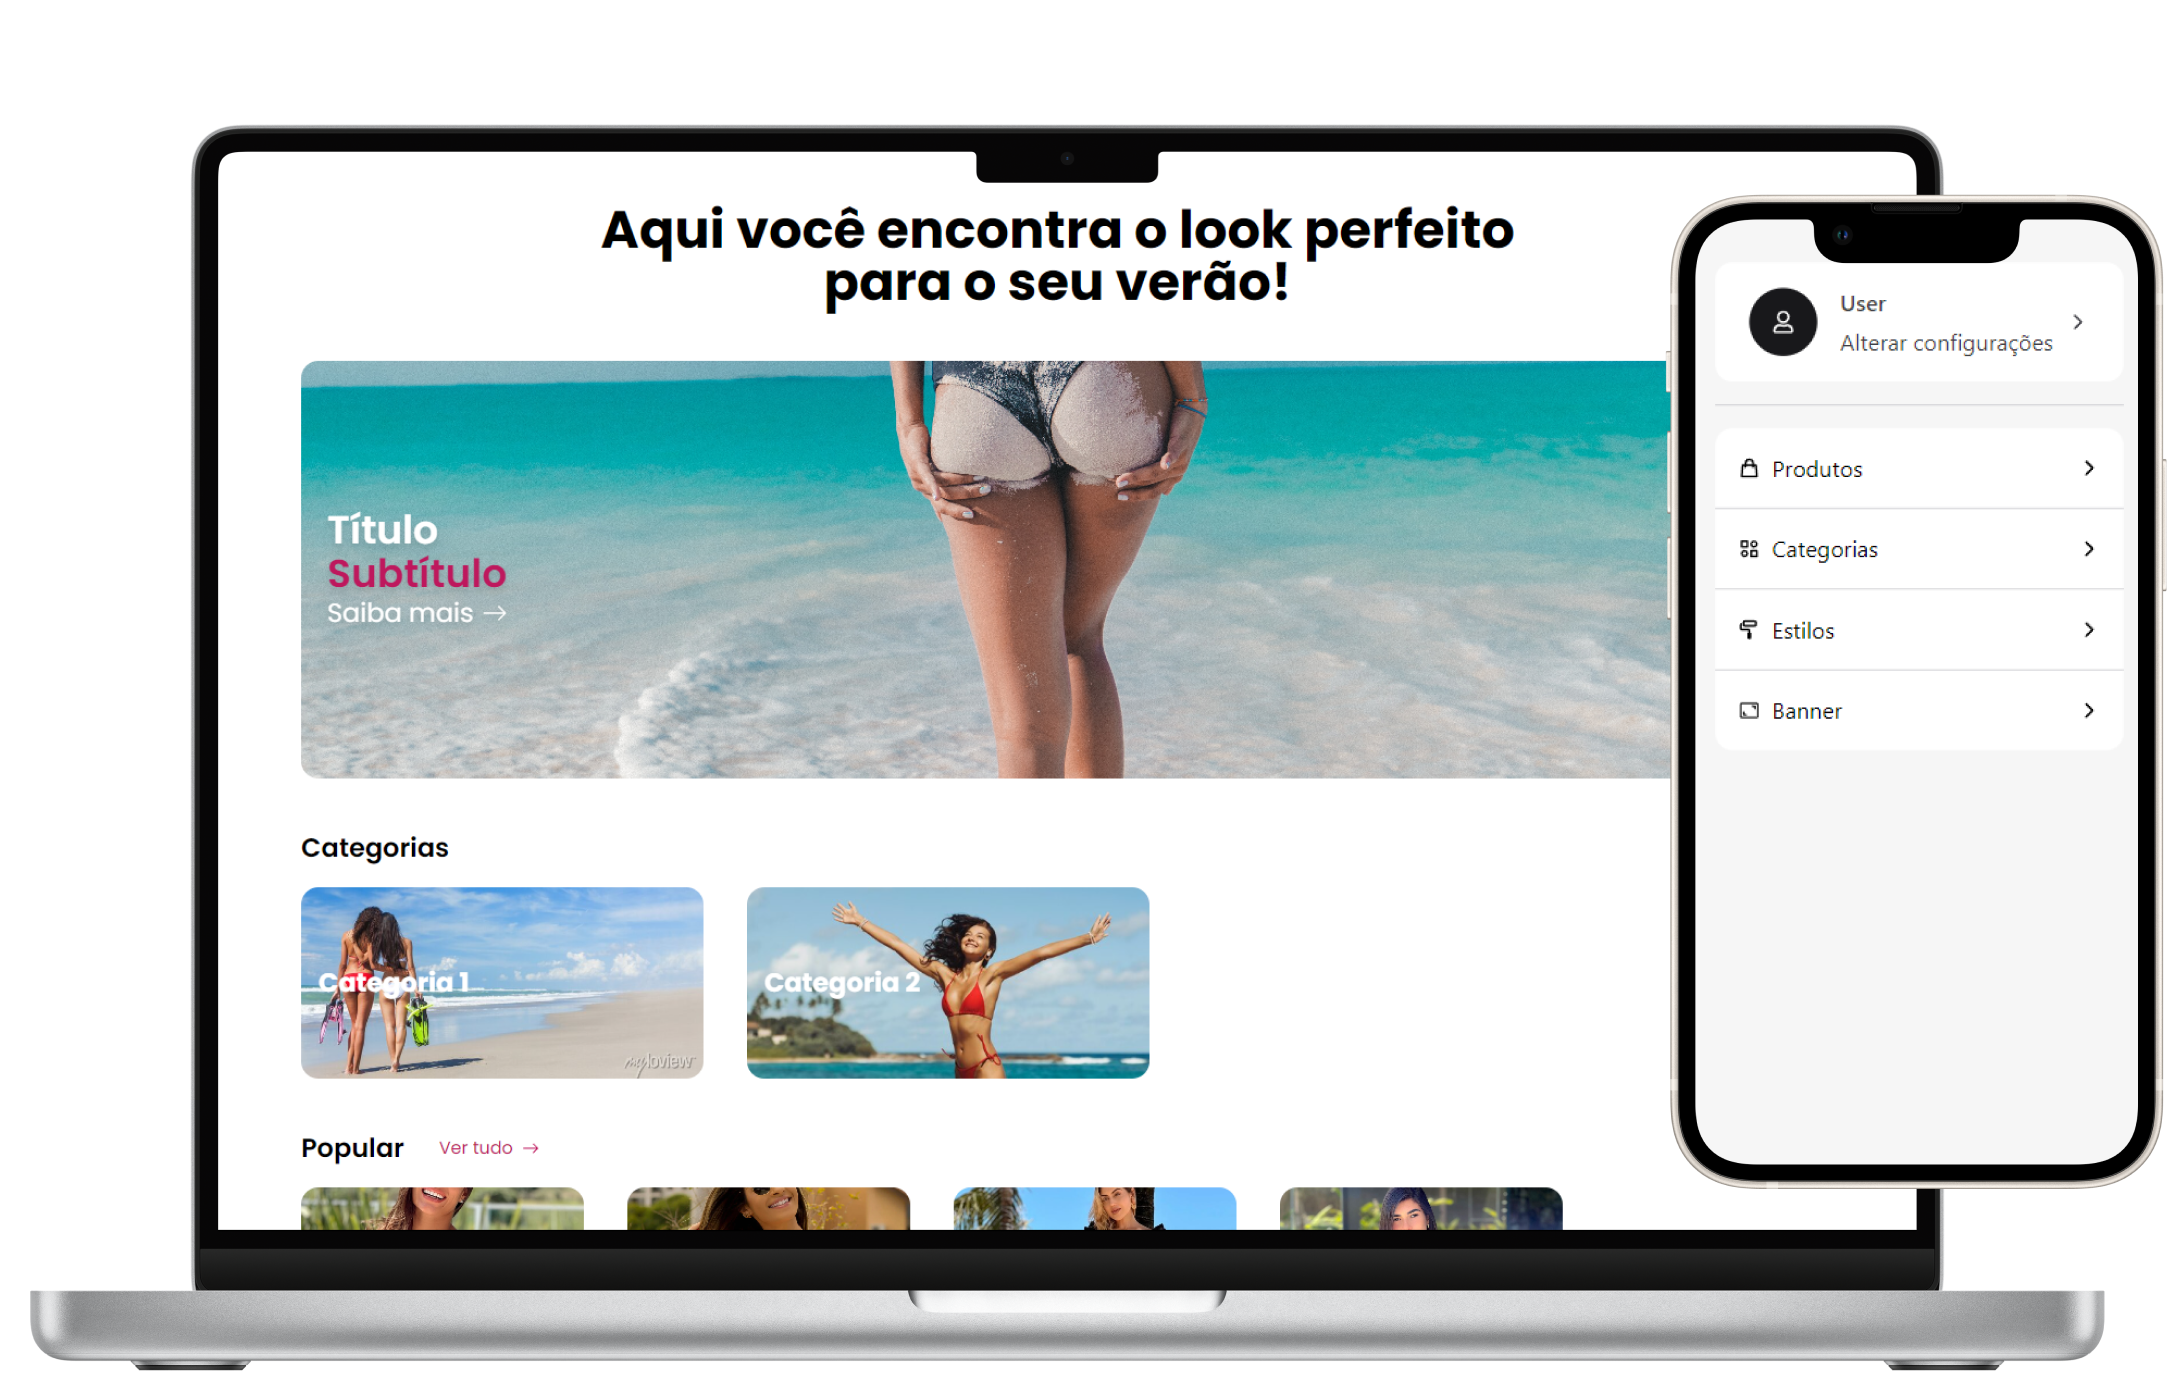 Aqui você encontra o look perfeito
para o seu verão!
Título
Subtítulo
Saiba mais →
Categorias
Categoria 1
myloview
Categoria 2
Popular
Ver tudo →
User
Alterar configurações
Produtos
Categorias
Estilos
Banner